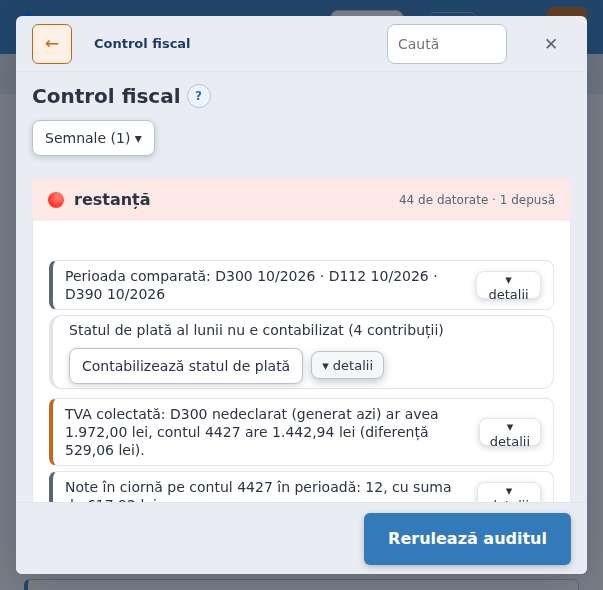 ←
Control fiscal
Caută
✕
Control fiscal ?
Semnale (1) ▾
restanță
44 de datorate · 1 depusă
Perioada comparată: D300 10/2026 · D112 10/2026 ·
D390 10/2026
▾
detalii
Statul de plată al lunii nu e contabilizat (4 contribuții)
Contabilizează statul de plată
▾ detalii
TVA colectată: D300 nedeclarat (generat azi) ar avea
1.972,00 lei, contul 4427 are 1.442,94 lei (diferență
529,06 lei).
▾
detalii
Note în ciornă pe contul 4427 în perioadă: 12, cu suma
▾
Rerulează auditul